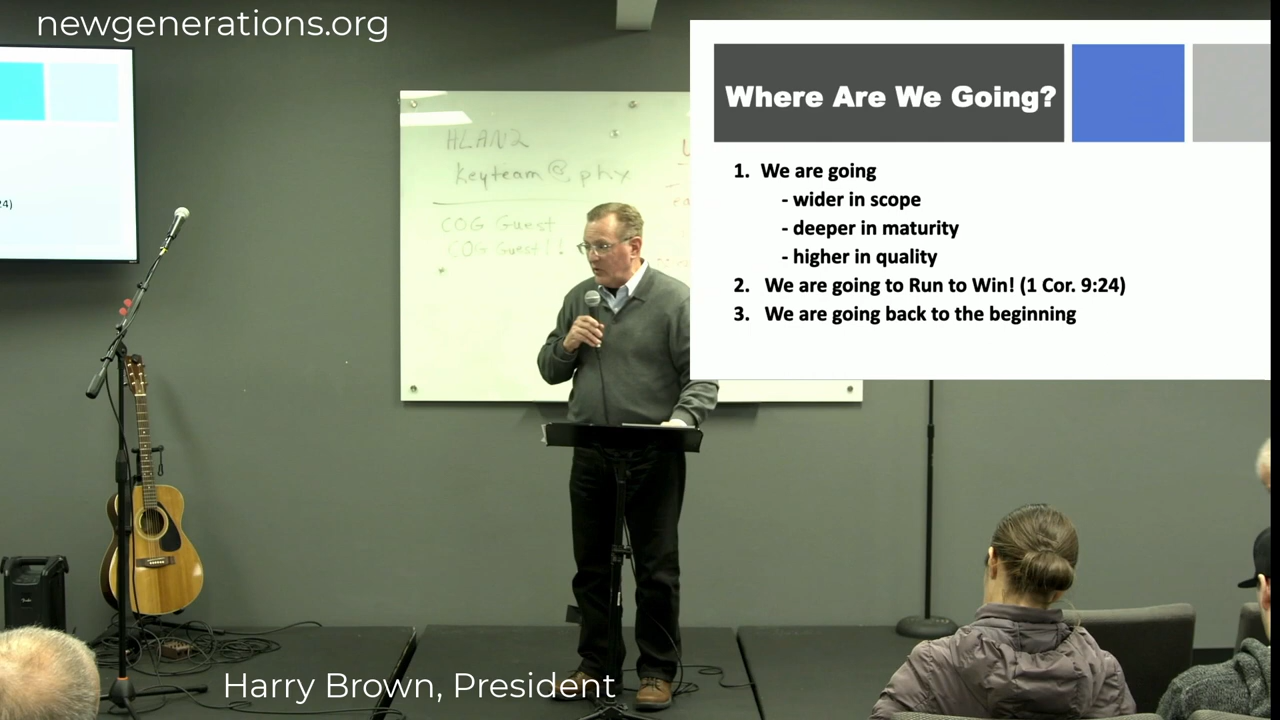 newgenerations.org
Where Are We Going?
1. We are going
- wider in scope
- deeper in maturity
- higher in quality
2. We are going to Run to Win! (1 Cor. 9:24)
3. We are going back to the beginning
24)
HLAN2
Keyteam@phx
COG Guest
COG Guest!!
Harry Brown, President